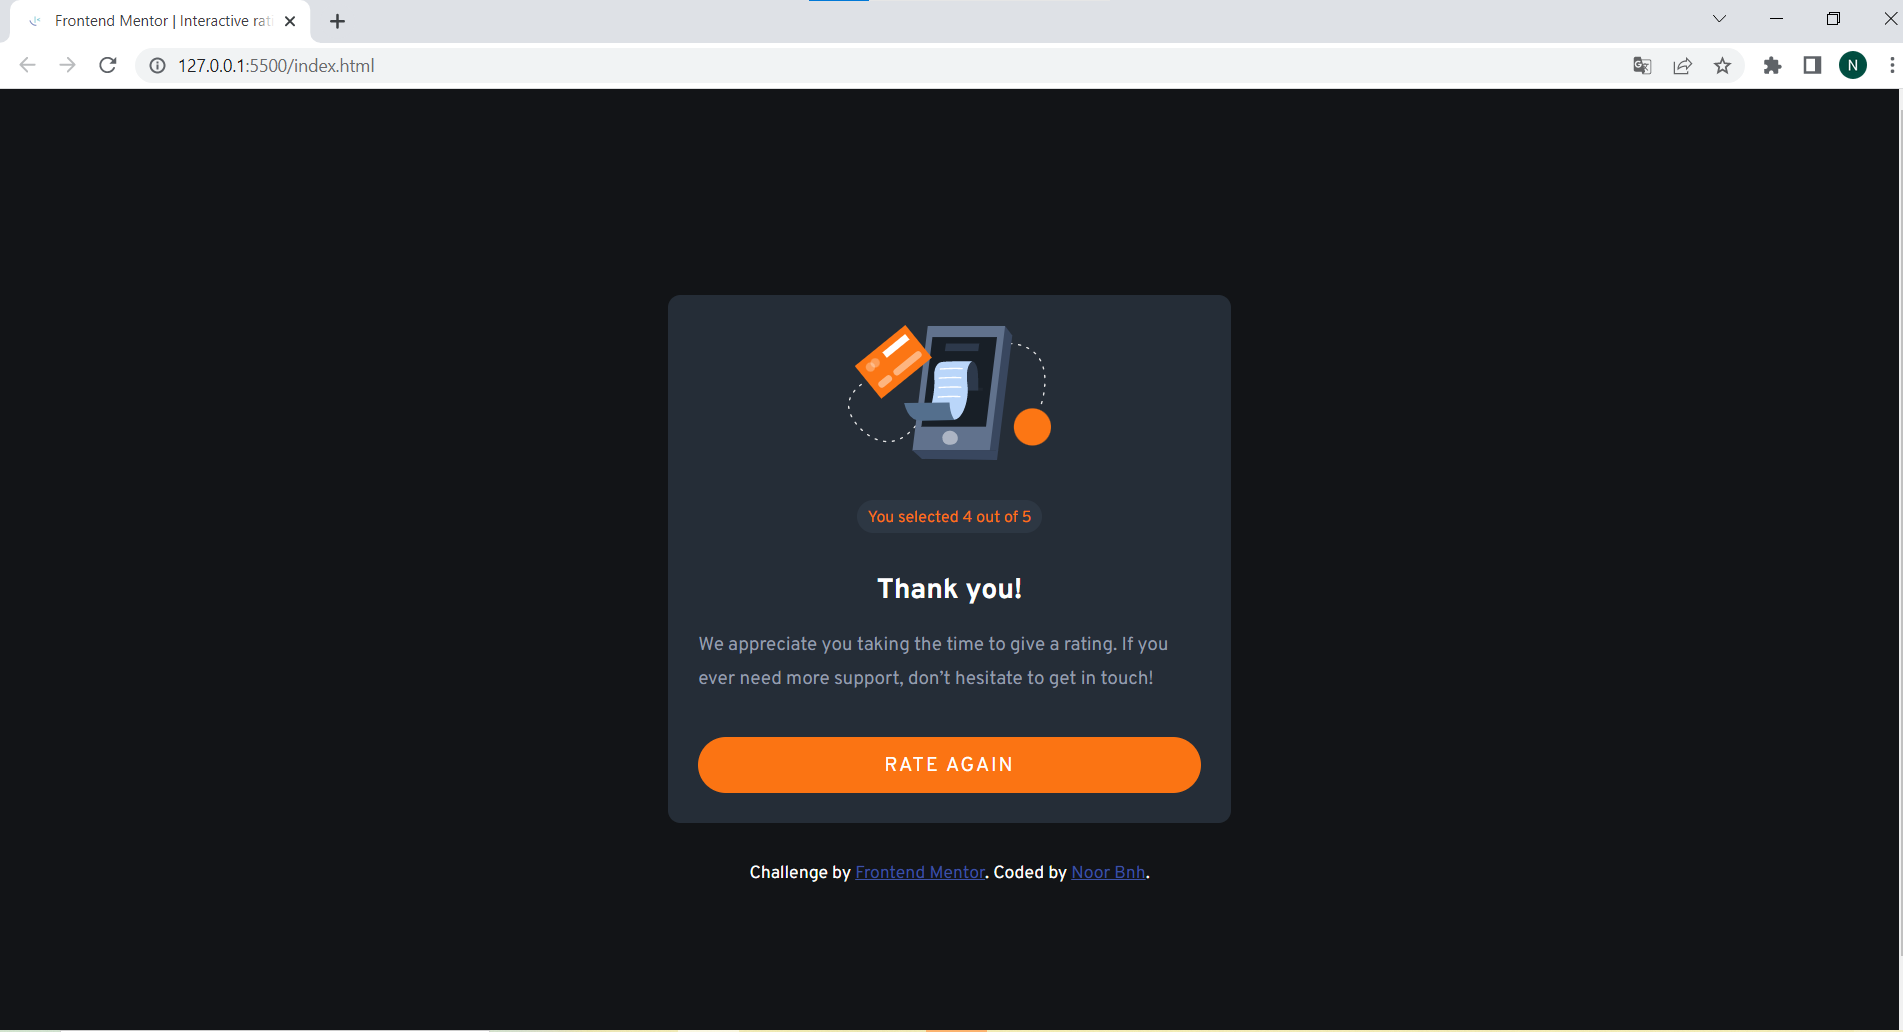 Frontend Mentor | Interactive rati
127.0.0.1:5500/index.html
N
You selected 4 out of 5
Thank you!
We appreciate you taking the time to give a rating. If you
ever need more support, don’t hesitate to get in touch!
RATE AGAIN
Challenge by Frontend Mentor. Coded by Noor Bnh.